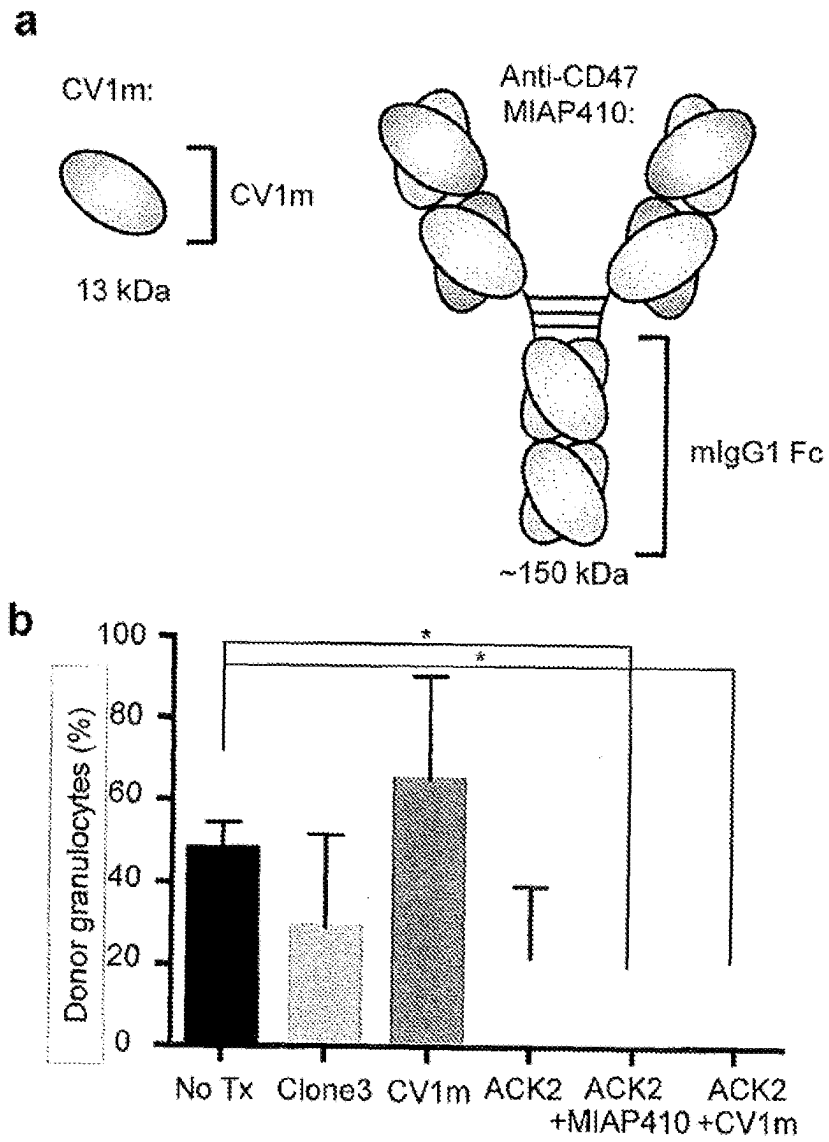 a
CV1m:
CV1m
13 kDa
Anti-CD47
MIAP410:
mIgG1 Fc
~150 kDa
b
Donor granulocytes (%)
100
80
60
40
20
0
*
*
No Tx
Clone3
CV1m
ACK2
ACK2
+MIAP410
ACK2
+CV1m